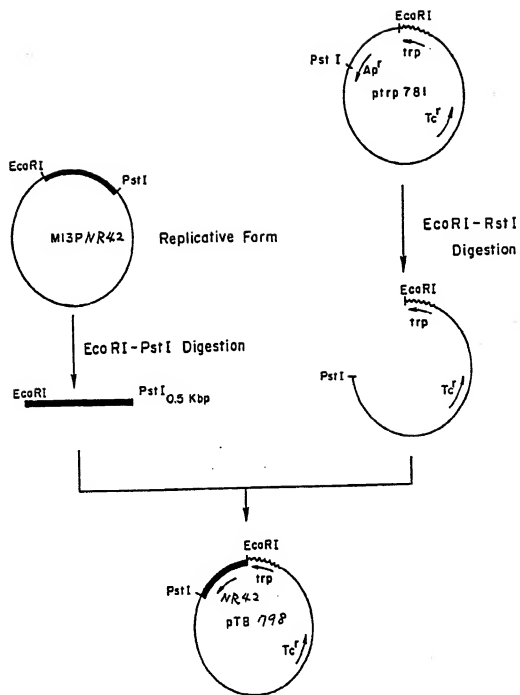 EcoRI
Pst I
trp
Ap^r
ptrp 781
Tc^r
EcoRI
PstI
M13PNR42
Replicative Form
EcoRI-RstI
Digestion
EcoRI-PstI Digestion
EcoRI
PstI
0.5 Kbp
EcoRI
trp
PstI
Tc^r
EcoRI
PstI
trp
NR42
pTB 798
Tc^r